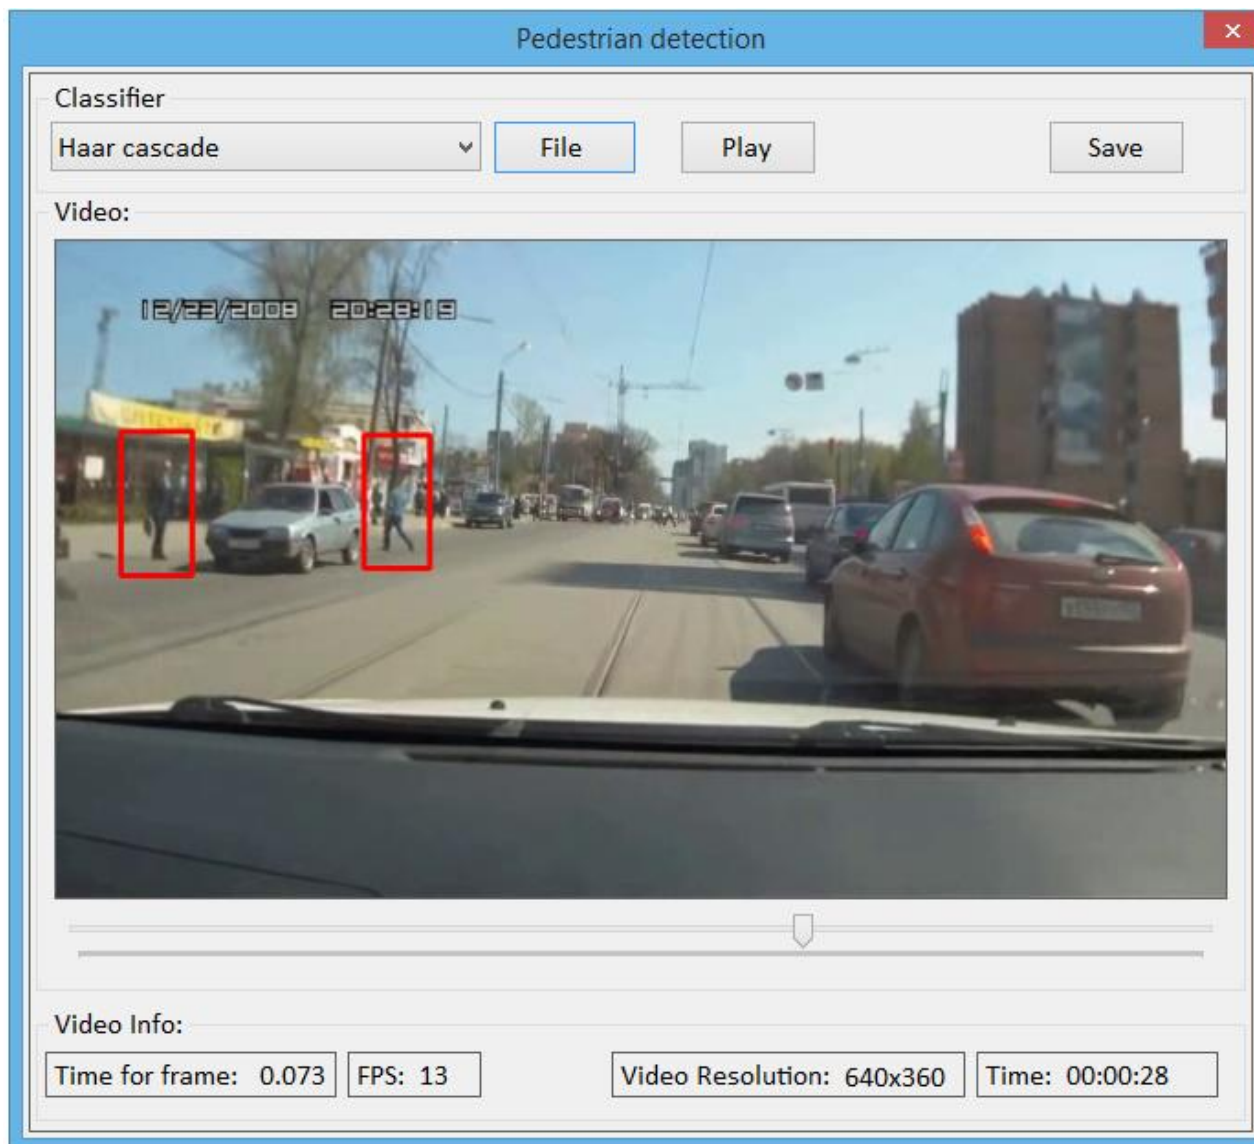 Pedestrian detection
Classifier
Haar cascade File Play Save
Video:
12/23/2008 20:28:19
Video Info:
Time for frame: 0.073 FPS: 13 Video Resolution: 640x360 Time: 00:00:28